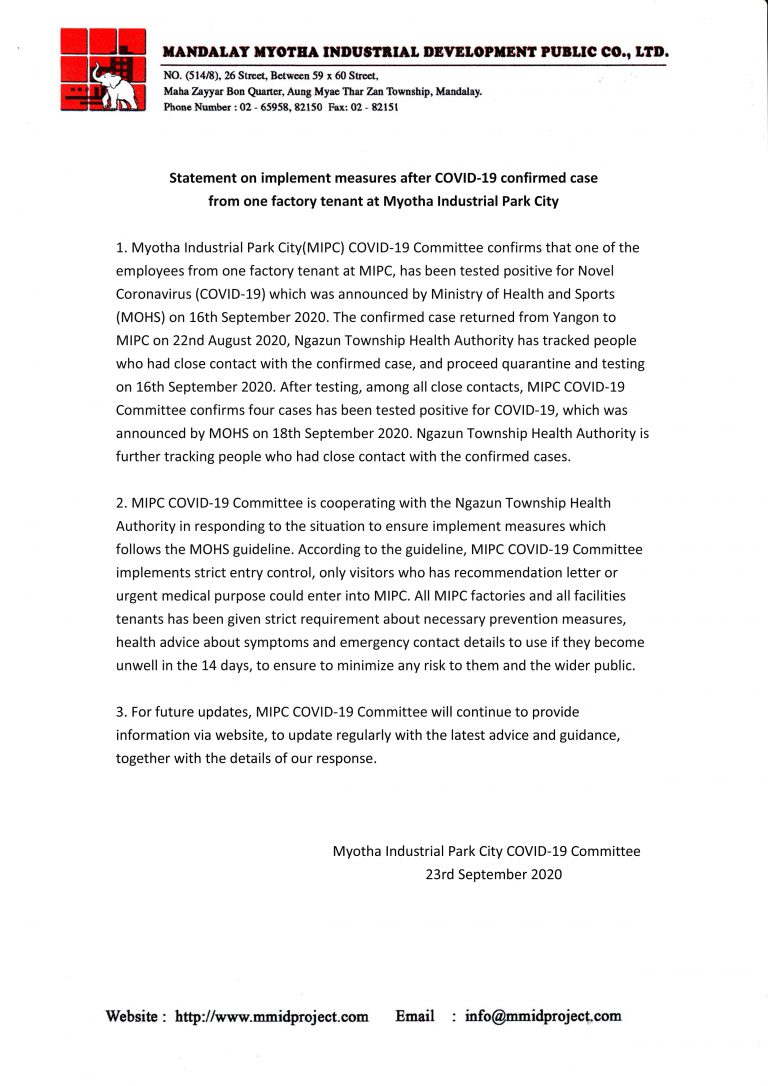 MANDALAY MYOTHA INDUSTRIAL DEVELOPMENT PUBLIC CO., LTD.
NO. (514/8), 26 Street, Between 59 x 60 Street,
Maha Zayyar Bon Quarter, Aung Myae Thar Zan Township, Mandalay.
Phone Number : 02 - 65958, 82150 Fax: 02 - 82151
Statement on implement measures after COVID-19 confirmed case
from one factory tenant at Myotha Industrial Park City
1. Myotha Industrial Park City(MIPC) COVID-19 Committee confirms that one of the
employees from one factory tenant at MIPC, has been tested positive for Novel
Coronavirus (COVID-19) which was announced by Ministry of Health and Sports
(MOHS) on 16th September 2020. The confirmed case returned from Yangon to
MIPC on 22nd August 2020, Ngazun Township Health Authority has tracked people
who had close contact with the confirmed case, and proceed quarantine and testing
on 16th September 2020. After testing, among all close contacts, MIPC COVID-19
Committee confirms four cases has been tested positive for COVID-19, which was
announced by MOHS on 18th September 2020. Ngazun Township Health Authority is
further tracking people who had close contact with the confirmed cases.
2. MIPC COVID-19 Committee is cooperating with the Ngazun Township Health
Authority in responding to the situation to ensure implement measures which
follows the MOHS guideline. According to the guideline, MIPC COVID-19 Committee
implements strict entry control, only visitors who has recommendation letter or
urgent medical purpose could enter into MIPC. All MIPC factories and all facilities
tenants has been given strict requirement about necessary prevention measures,
health advice about symptoms and emergency contact details to use if they become
unwell in the 14 days, to ensure to minimize any risk to them and the wider public.
3. For future updates, MIPC COVID-19 Committee will continue to provide
information via website, to update regularly with the latest advice and guidance,
together with the details of our response.
Myotha Industrial Park City COVID-19 Committee
23rd September 2020
Website : http://www.mmidproject.com Email : info@mmidproject.com